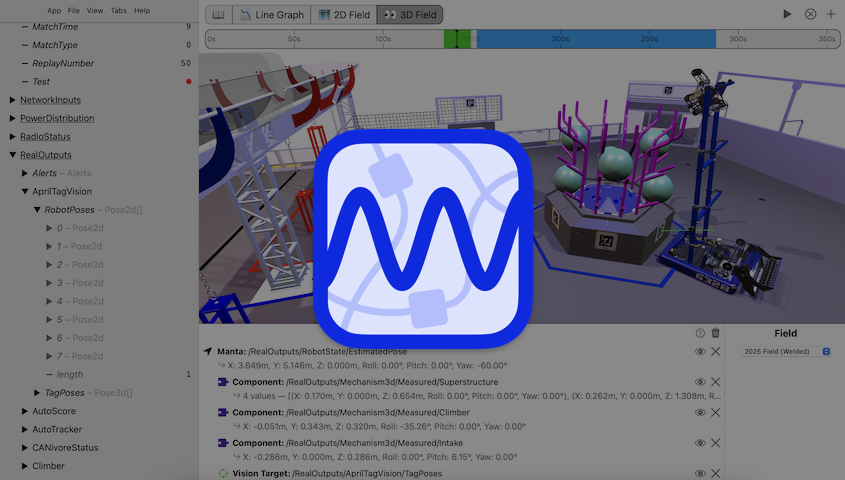 App File View Tabs Help
Line Graph 2D Field 3D Field
MatchTime 9
MatchType 0
ReplayNumber 50
Test
NetworkInputs
PowerDistribution
RadioStatus
RealOutputs
Alerts – Alerts
AprilTagVision
RobotPoses – Pose2d[]
0 – Pose2d
1 – Pose2d
2 – Pose2d
3 – Pose2d
4 – Pose2d
5 – Pose2d
6 – Pose2d
7 – Pose2d
length 1
TagPoses – Pose3d[]
AutoScore
AutoTracker
CANivoreStatus
Climber
0s 50s 100s 200s 250s 300s 350s
6328
Manta: /RealOutputs/RobotState/EstimatedPose
X: 3.649m, Y: 5.146m, Z: 0.000m, Roll: 0.00°, Pitch: 0.00°, Yaw: -60.00°
Component: /RealOutputs/Mechanism3d/Measured/Superstructure
4 values — [(X: 0.170m, Y: 0.000m, Z: 0.654m, Roll: 0.00°, Pitch: 0.00°, Yaw: 0.00°), (X: 0.262m, Y: 0.000m, Z: 1.308m, R...
Component: /RealOutputs/Mechanism3d/Measured/Climber
X: -0.051m, Y: 0.343m, Z: 0.320m, Roll: -35.26°, Pitch: 0.00°, Yaw: 0.00°
Component: /RealOutputs/Mechanism3d/Measured/Intake
X: -0.286m, Y: 0.000m, Z: 0.286m, Roll: 0.00°, Pitch: 6.15°, Yaw: 0.00°
Vision Target: /RealOutputs/AprilTagVision/TagPoses
Field
2025 Field (Welded)